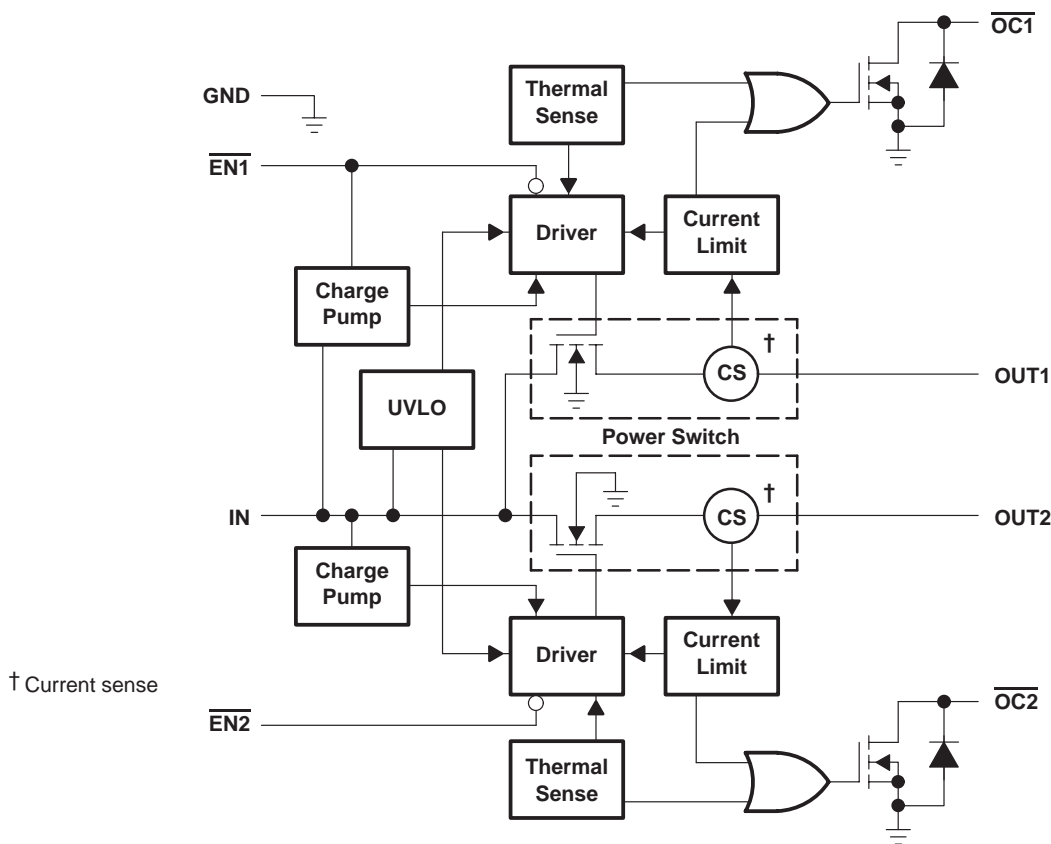 OC1
GND
Thermal
Sense
EN1
Driver
Current
Limit
Charge
Pump
†
CS
OUT1
UVLO
Power Switch
†
IN
CS
OUT2
Charge
Pump
Driver
Current
Limit
† Current sense
OC2
EN2
Thermal
Sense